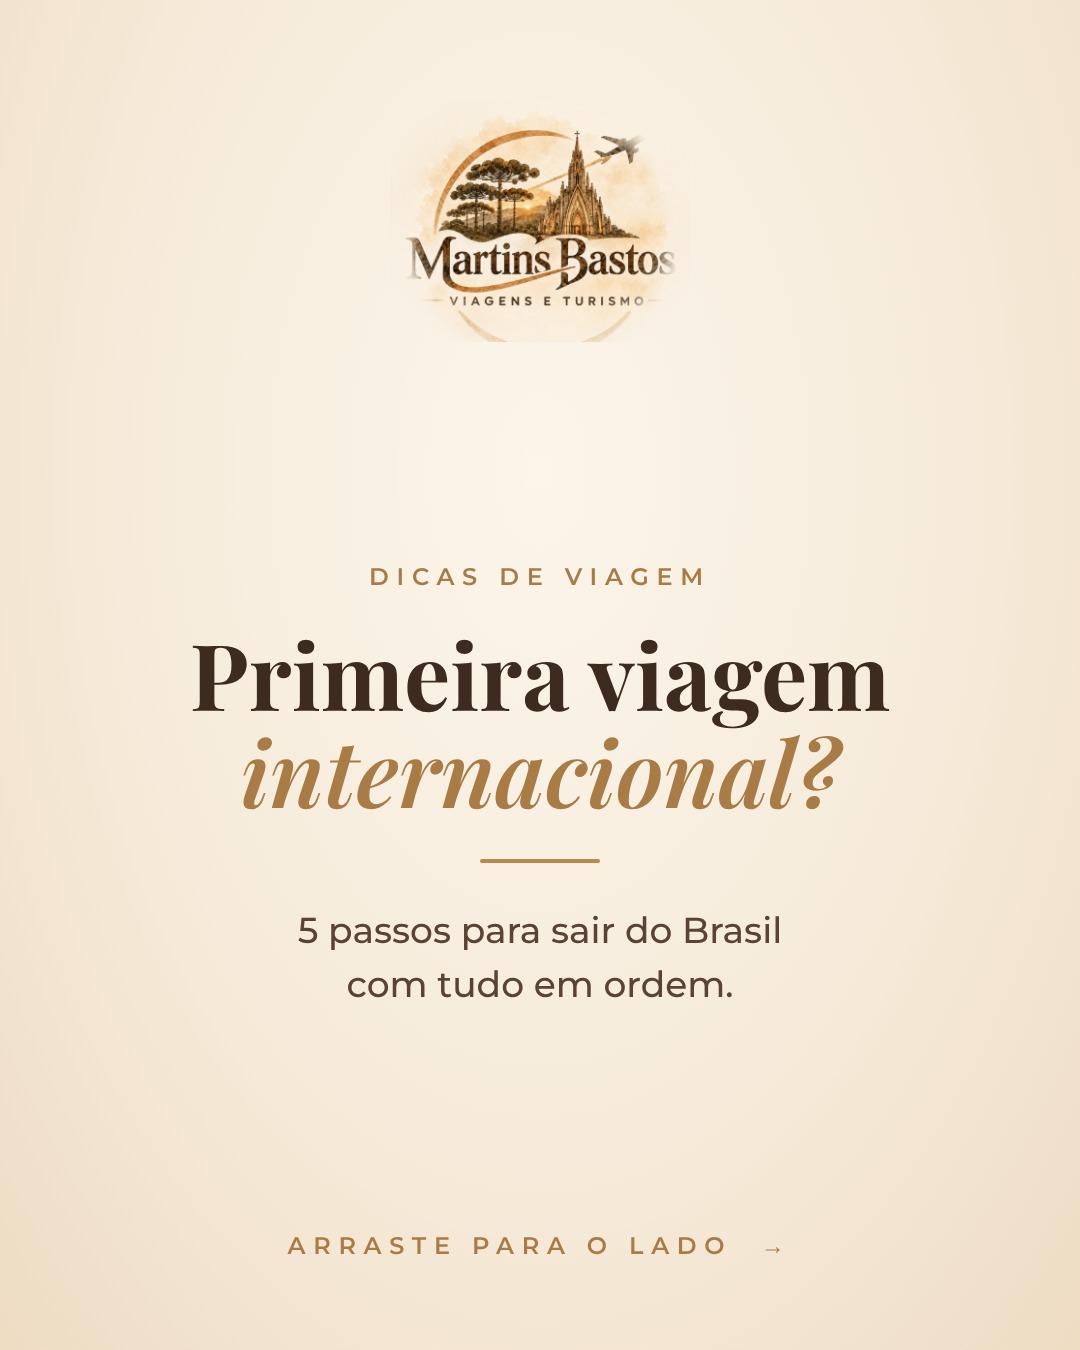 Martins Bastos
VIAGENS E TURISMO
DICAS DE VIAGEM
Primeira viagem
internacional?
5 passos para sair do Brasil
com tudo em ordem.
ARRASTE PARA O LADO →